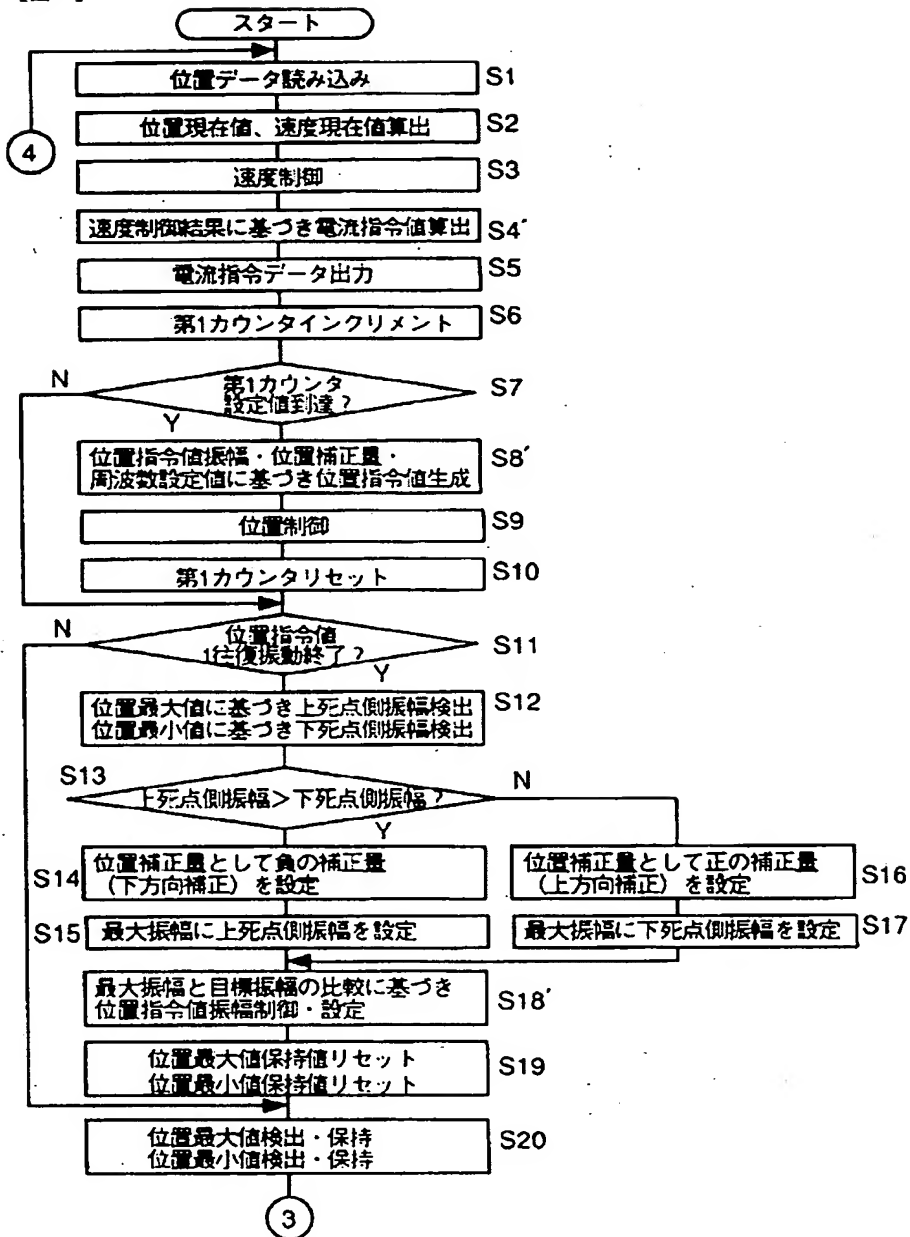 スタート
位置データ読み込み
S1
位置現在値、速度現在値算出
S2
4
速度制御
S3
速度制御結果に基づき電流指令値算出
S4´
電流指令データ出力
S5
第1カウンタインクリメント
S6
N
第1カウンタ
設定値到達?
S7
Y
位置指令値振幅・位置補正量・
周波数設定値に基づき位置指令値生成
S8´
位置制御
S9
第1カウンタリセット
S10
N
位置指令値
1往復振動終了?
S11
Y
位置最大値に基づき上死点側振幅検出
位置最小値に基づき下死点側振幅検出
S12
S13
上死点側振幅>下死点側振幅?
N
Y
S14
位置補正量として負の補正量
(下方向補正)を設定
位置補正量として正の補正量
(上方向補正)を設定
S16
S15
最大振幅に上死点側振幅を設定
最大振幅に下死点側振幅を設定
S17
最大振幅と目標振幅の比較に基づき
位置指令値振幅制御・設定
S18´
位置最大値保持値リセット
位置最小値保持値リセット
S19
位置最大値検出・保持
位置最小値検出・保持
S20
3